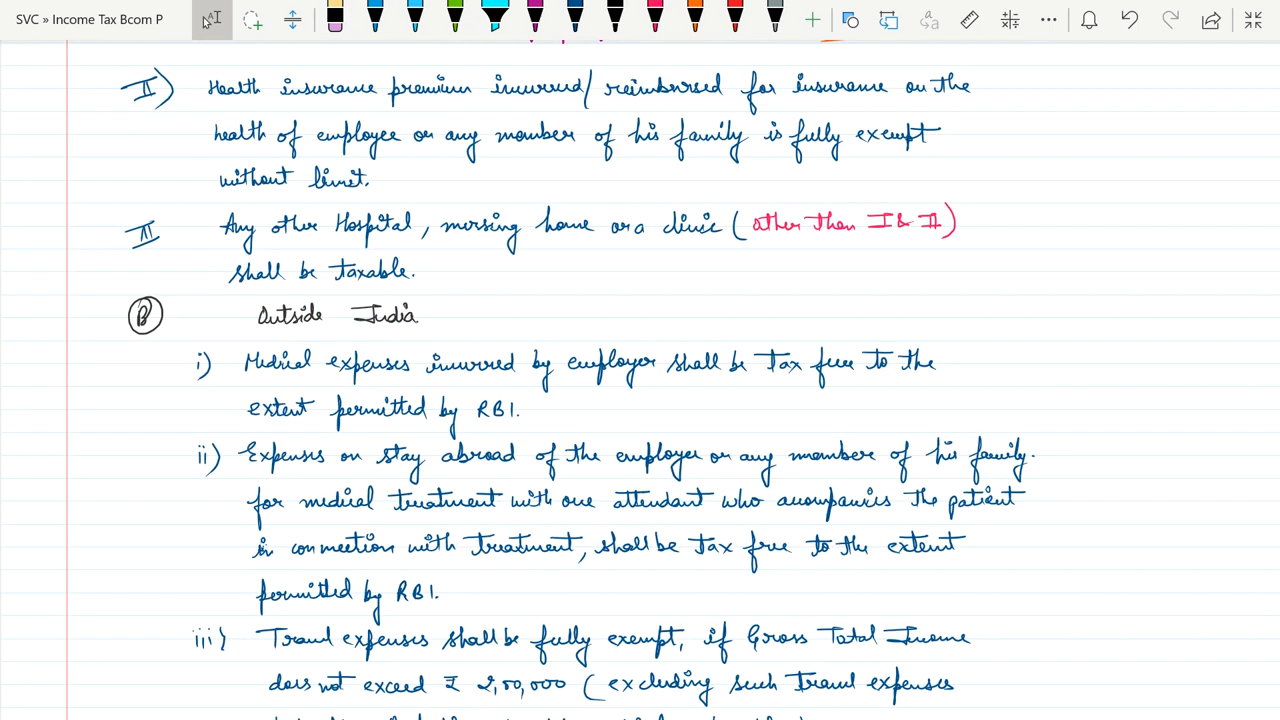 SVC » Income Tax Bcom P
II) Health insurance premium incurred/ reimbursed for insurance on the
health of employee or any member of his family is fully exempt
without limit.
III Any other Hospital, nursing home or a clinic (other than I & II)
shall be taxable.
B Outside India
i) Medical expenses incurred by employer shall be Tax free to the
extent permitted by RBI.
ii) Expenses on stay abroad of the employee or any member of his family.
for medical treatment with one attendant who accompanies the patient
in connection with treatment, shall be Tax free to the extent
permitted by RBI.
iii) Travel expenses shall be fully exempt, if Gross Total Income
does not exceed ₹ 2,00,000 (excluding such Travel expenses